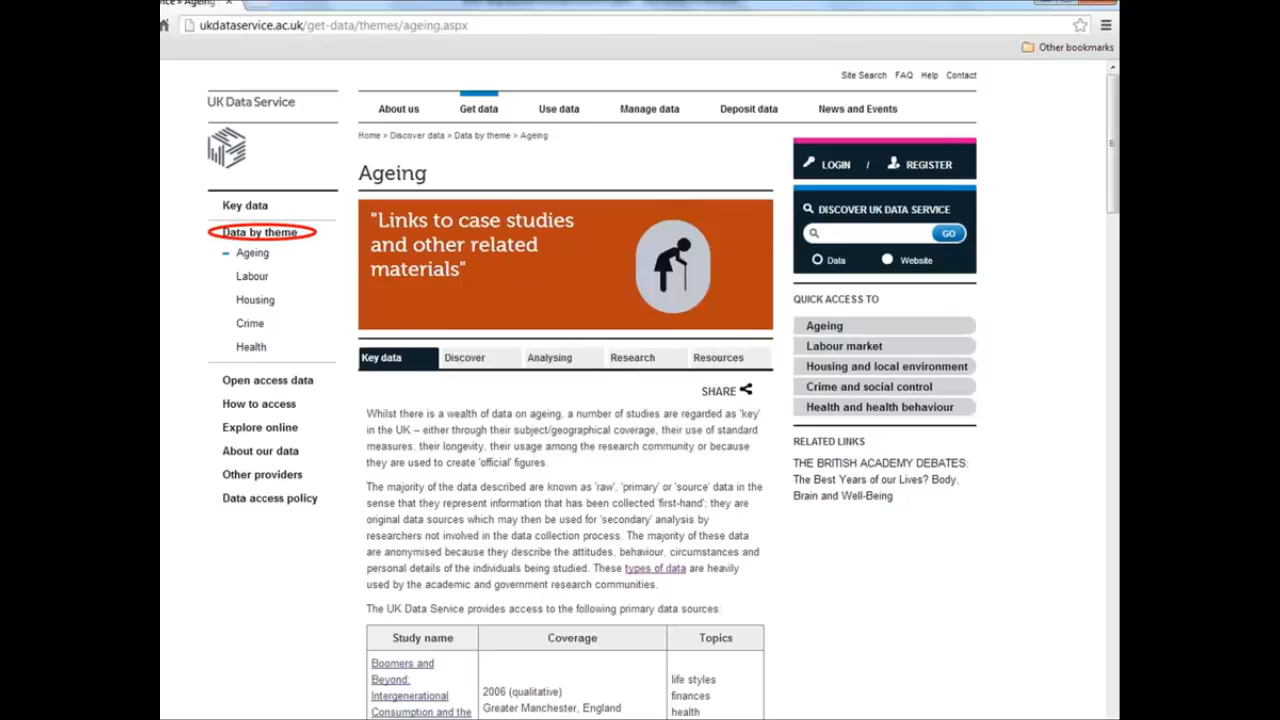 » Ageing
ukdataservice.ac.uk/get-data/themes/ageing.aspx
Other bookmarks
Site Search FAQ Help Contact
UK Data Service
About us Get data Use data Manage data Deposit data News and Events
Home > Discover data > Data by theme > Ageing
Key data
Data by theme
Ageing
Labour
Housing
Crime
Health
Open access data
How to access
Explore online
About our data
Other providers
Data access policy
Ageing
"Links to case studies
and other related
materials"
Key data Discover Analysing Research Resources
SHARE
Whilst there is a wealth of data on ageing, a number of studies are regarded as 'key'
in the UK – either through their subject/geographical coverage, their use of standard
measures, their longevity, their usage among the research community or because
they are used to create 'official' figures.
The majority of the data described are known as 'raw', 'primary' or 'source' data in the
sense that they represent information that has been collected 'first-hand'; they are
original data sources which may then be used for 'secondary' analysis by
researchers not involved in the data collection process. The majority of these data
are anonymised because they describe the attitudes, behaviour, circumstances and
personal details of the individuals being studied. These types of data are heavily
used by the academic and government research communities.
The UK Data Service provides access to the following primary data sources:
Study name Coverage Topics
Boomers and
Beyond:
Intergenerational
Consumption and the
2006 (qualitative)
Greater Manchester, England
life styles
finances
health
LOGIN / REGISTER
DISCOVER UK DATA SERVICE
GO
Data Website
QUICK ACCESS TO
Ageing
Labour market
Housing and local environment
Crime and social control
Health and health behaviour
RELATED LINKS
THE BRITISH ACADEMY DEBATES:
The Best Years of our Lives? Body,
Brain and Well-Being